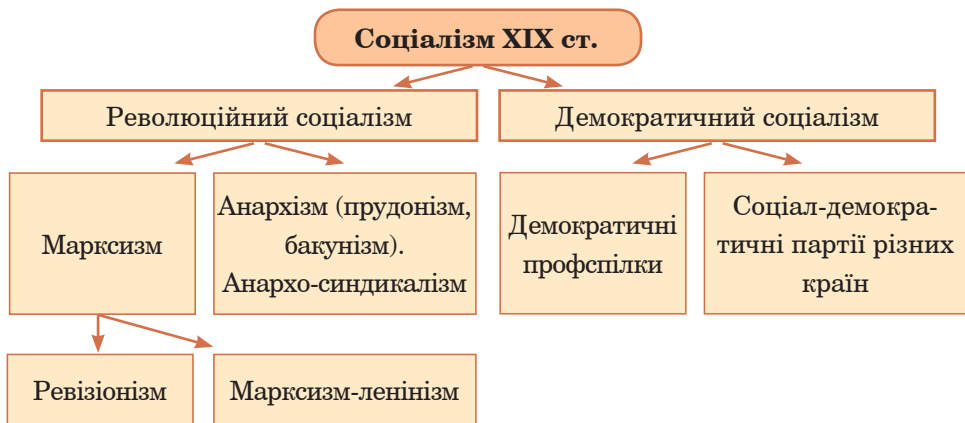 Соціалізм XIX ст.
Революційний соціалізм
Демократичний соціалізм
Марксизм
Анархізм (прудонізм,
бакунізм).
Анархо-синдикалізм
Демократичні
профспілки
Соціал-демокра-
тичні партії різних
країн
Ревізіонізм
Марксизм-ленінізм